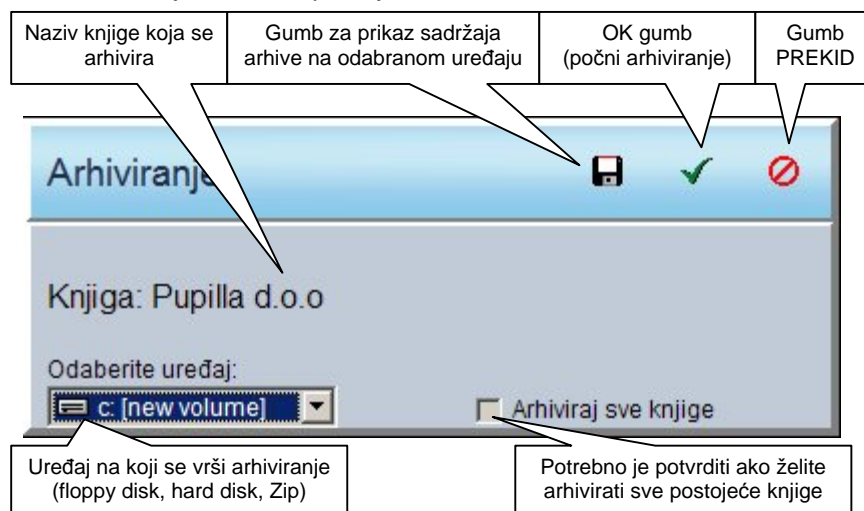 Naziv knjige koja se
arhivira
Gumb za prikaz sadržaja
arhive na odabranom uređaju
OK gumb
(počni arhiviranje)
Gumb
PREKID
Arhiviranje
Knjiga: Pupilla d.o.o
Odaberite uređaj:
c: [new volume]
Arhiviraj sve knjige
Uređaj na koji se vrši arhiviranje
(floppy disk, hard disk, Zip)
Potrebno je potvrditi ako želite
arhivirati sve postojeće knjige